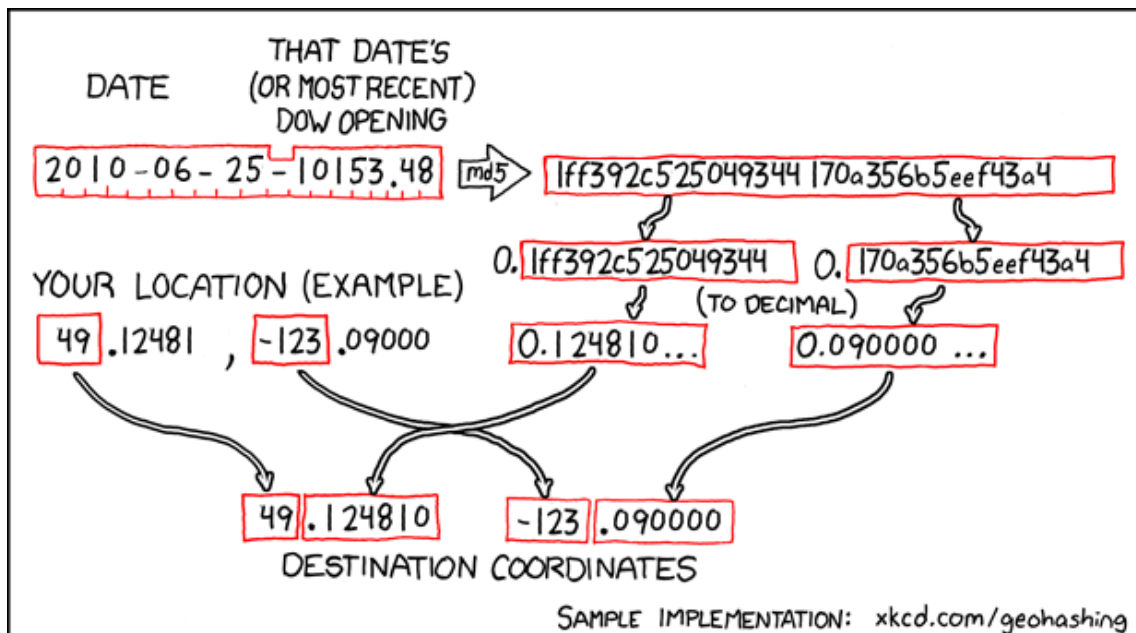 DATE
THAT DATE'S
(OR MOST RECENT)
DOW OPENING
2010-06-25-10153.48
md5
1ff392c525049344170a356b5eef43a4
0.1ff392c525049344
0.170a356b5eef43a4
(TO DECIMAL)
0.124810...
0.090000 ...
YOUR LOCATION (EXAMPLE)
49.12481, -123.09000
49.124810 -123.090000
DESTINATION COORDINATES
SAMPLE IMPLEMENTATION: xkcd.com/geohashing